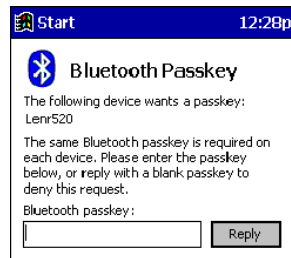 Start 12:28p
Bluetooth Passkey
The following device wants a passkey:
Lenr520
The same Bluetooth passkey is required on
each device. Please enter the passkey
below, or reply with a blank passkey to
deny this request.
Bluetooth passkey:
Reply